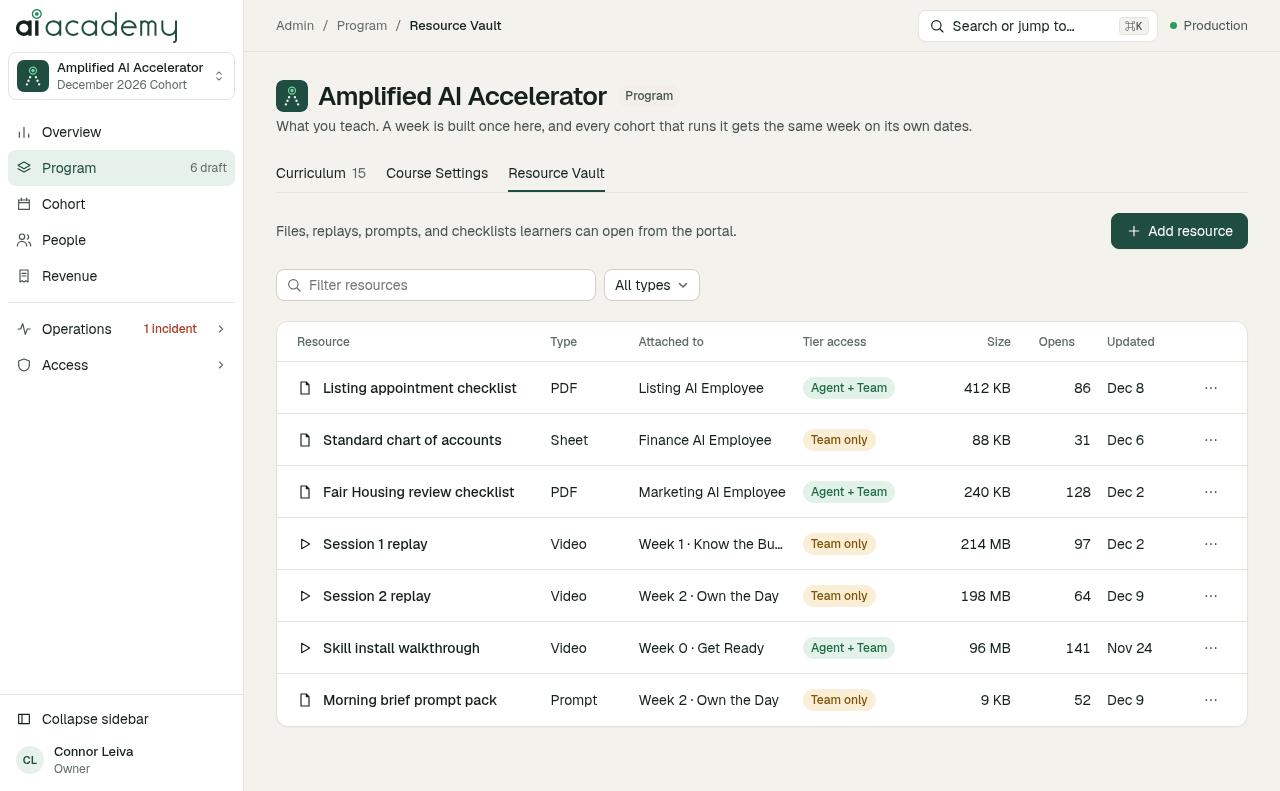 ai academy
Amplified AI Accelerator
December 2026 Cohort
Overview
Program 6 draft
Cohort
People
Revenue
Operations 1 incident
Access
Collapse sidebar
CL
Connor Leiva
Owner
Admin / Program / Resource Vault
Search or jump to… ⌘K
Production
Amplified AI Accelerator Program
What you teach. A week is built once here, and every cohort that runs it gets the same week on its own dates.
Curriculum 15 Course Settings Resource Vault
Files, replays, prompts, and checklists learners can open from the portal.
Add resource
Filter resources All types
Resource Type Attached to Tier access Size Opens Updated
Listing appointment checklist PDF Listing AI Employee Agent + Team 412 KB 86 Dec 8
Standard chart of accounts Sheet Finance AI Employee Team only 88 KB 31 Dec 6
Fair Housing review checklist PDF Marketing AI Employee Agent + Team 240 KB 128 Dec 2
Session 1 replay Video Week 1 · Know the Bu… Team only 214 MB 97 Dec 2
Session 2 replay Video Week 2 · Own the Day Team only 198 MB 64 Dec 9
Skill install walkthrough Video Week 0 · Get Ready Agent + Team 96 MB 141 Nov 24
Morning brief prompt pack Prompt Week 2 · Own the Day Team only 9 KB 52 Dec 9